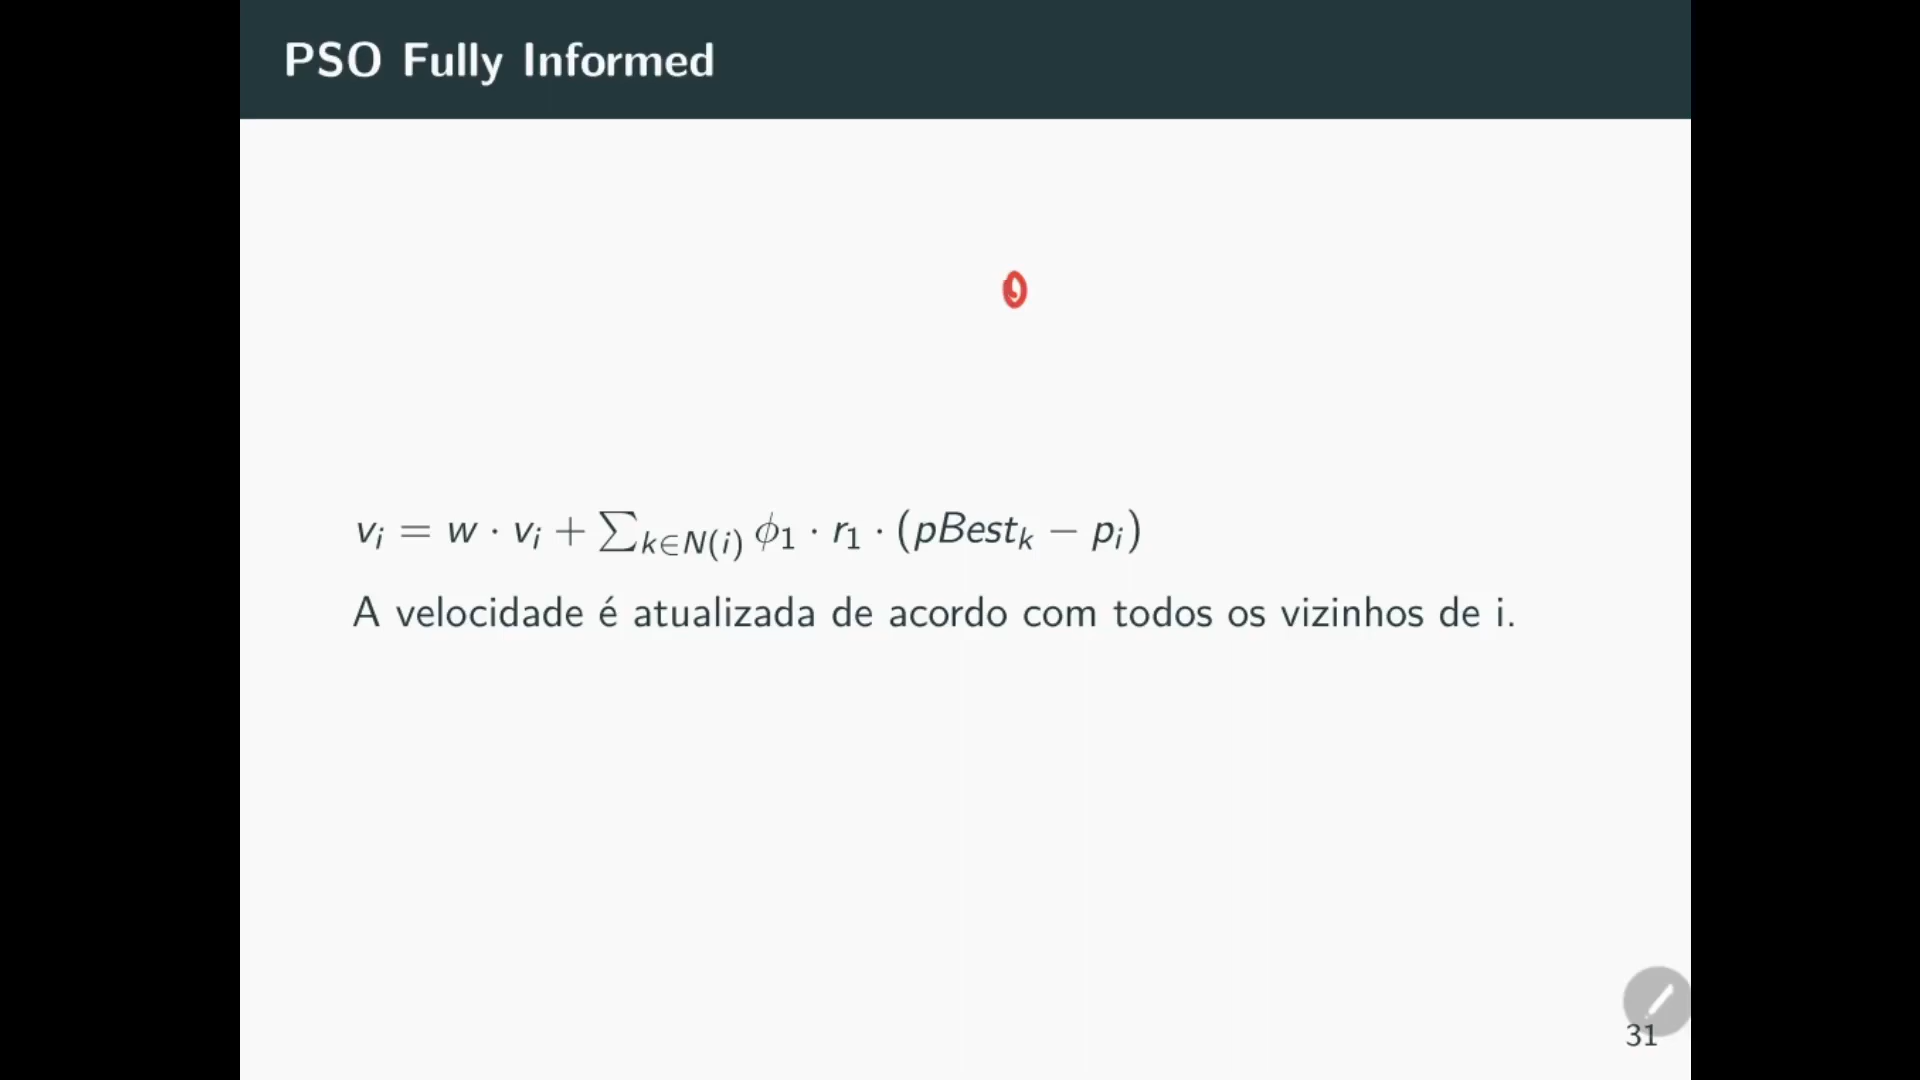 PSO Fully Informed
v_i = w · v_i + ∑_{k∈N(i)} ϕ_1 · r_1 · (pBest_k − p_i)
A velocidade é atualizada de acordo com todos os vizinhos de i.
31